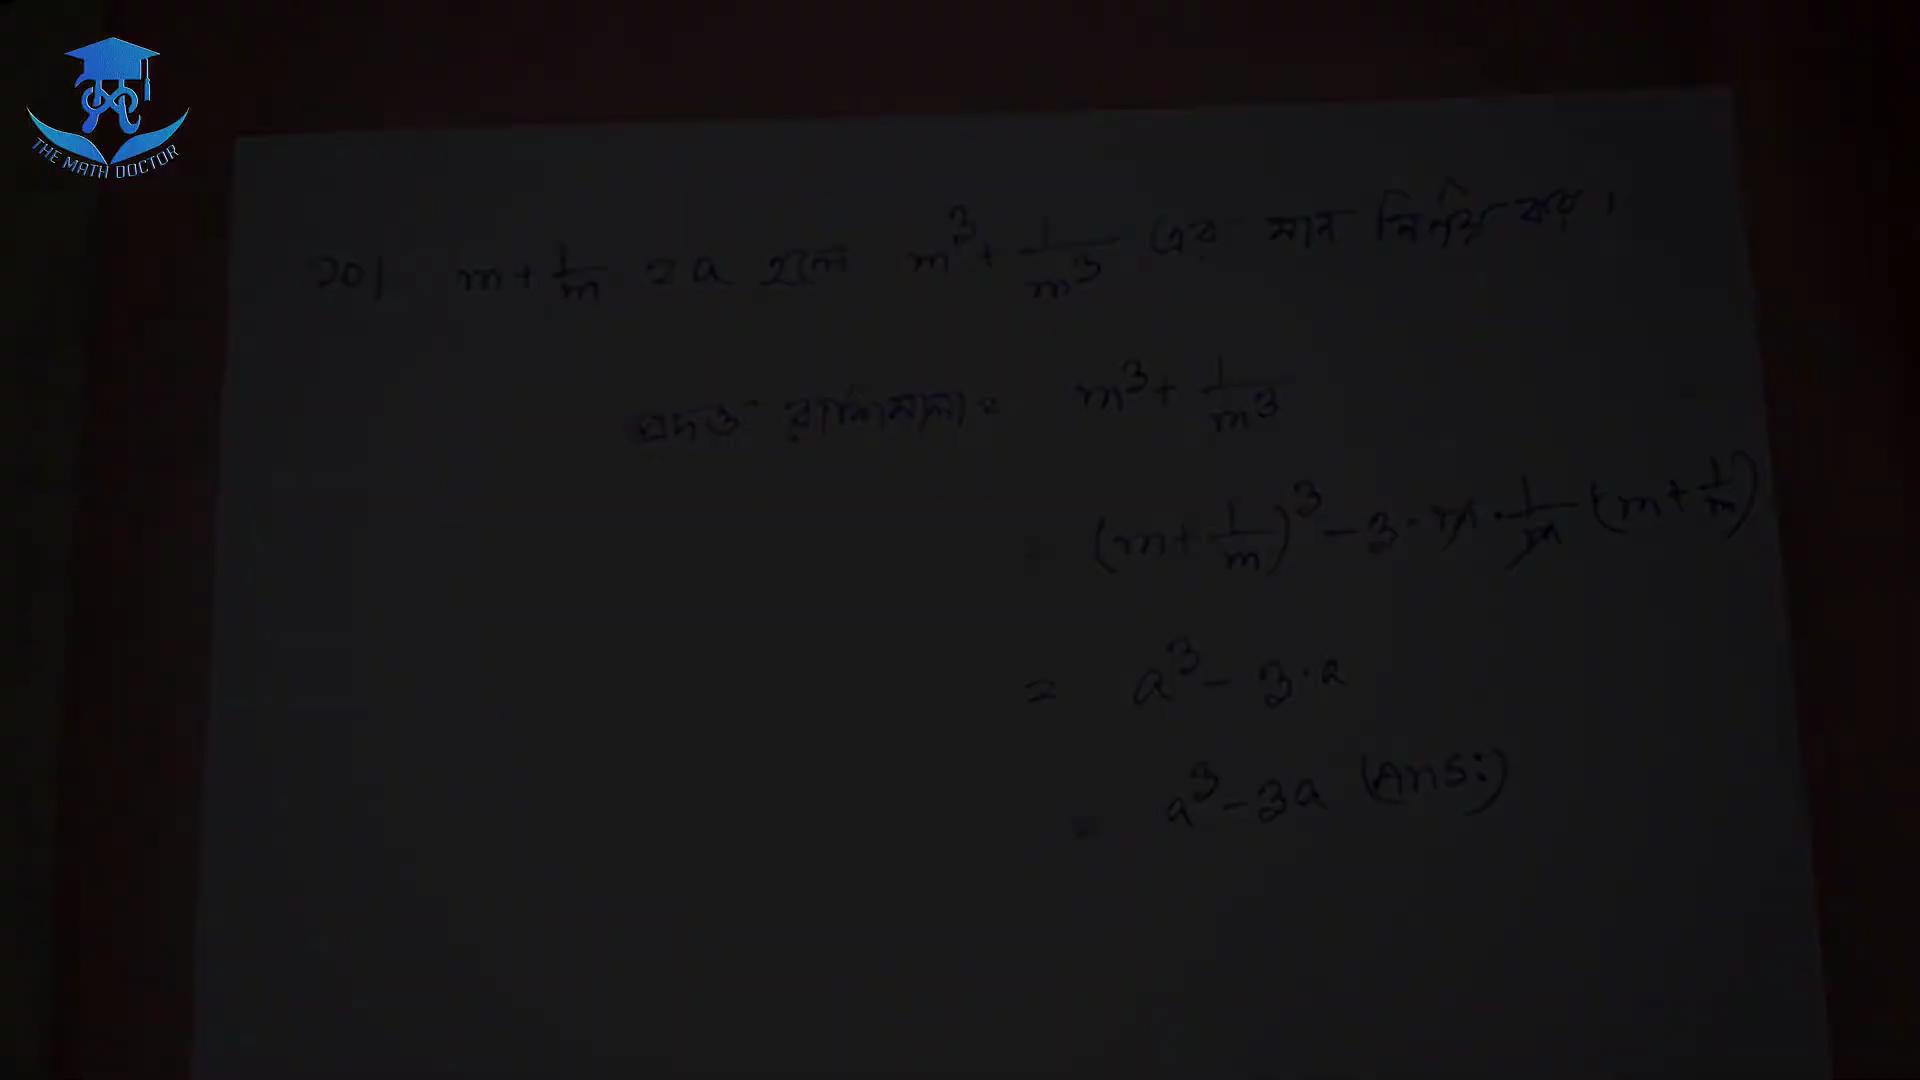 THE MATH DOCTOR
20। m + 1/m = a হলে m³ + 1/m³ এর মান নির্ণয় কর।
প্রদত্ত রাশিমালা = m³ + 1/m³
= (m + 1/m)³ - 3 · m · 1/m (m + 1/m)
= a³ - 3 · a
= a³ - 3a (Ans:)